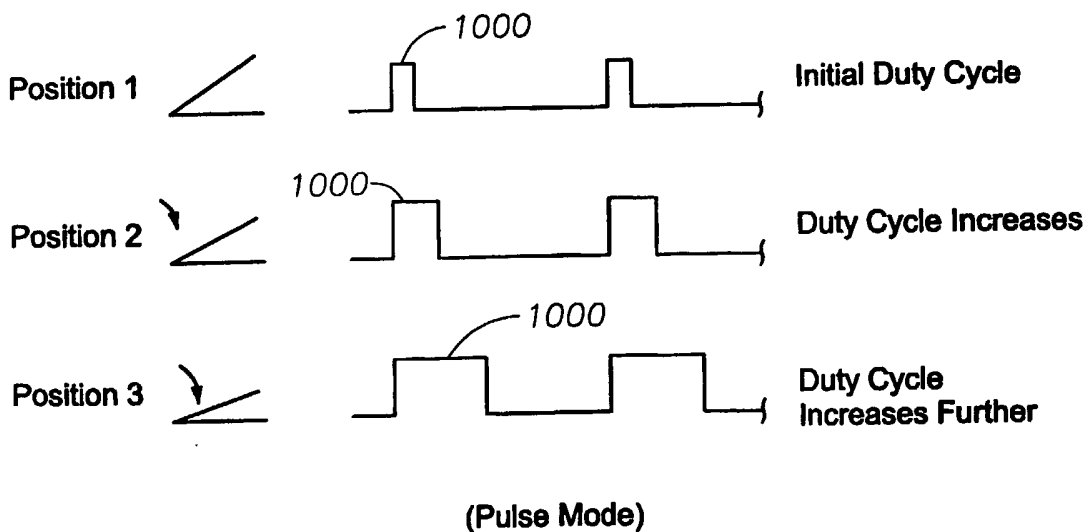 1000
Position 1
Initial Duty Cycle
1000
Position 2
Duty Cycle Increases
1000
Position 3
Duty Cycle
Increases Further
(Pulse Mode)